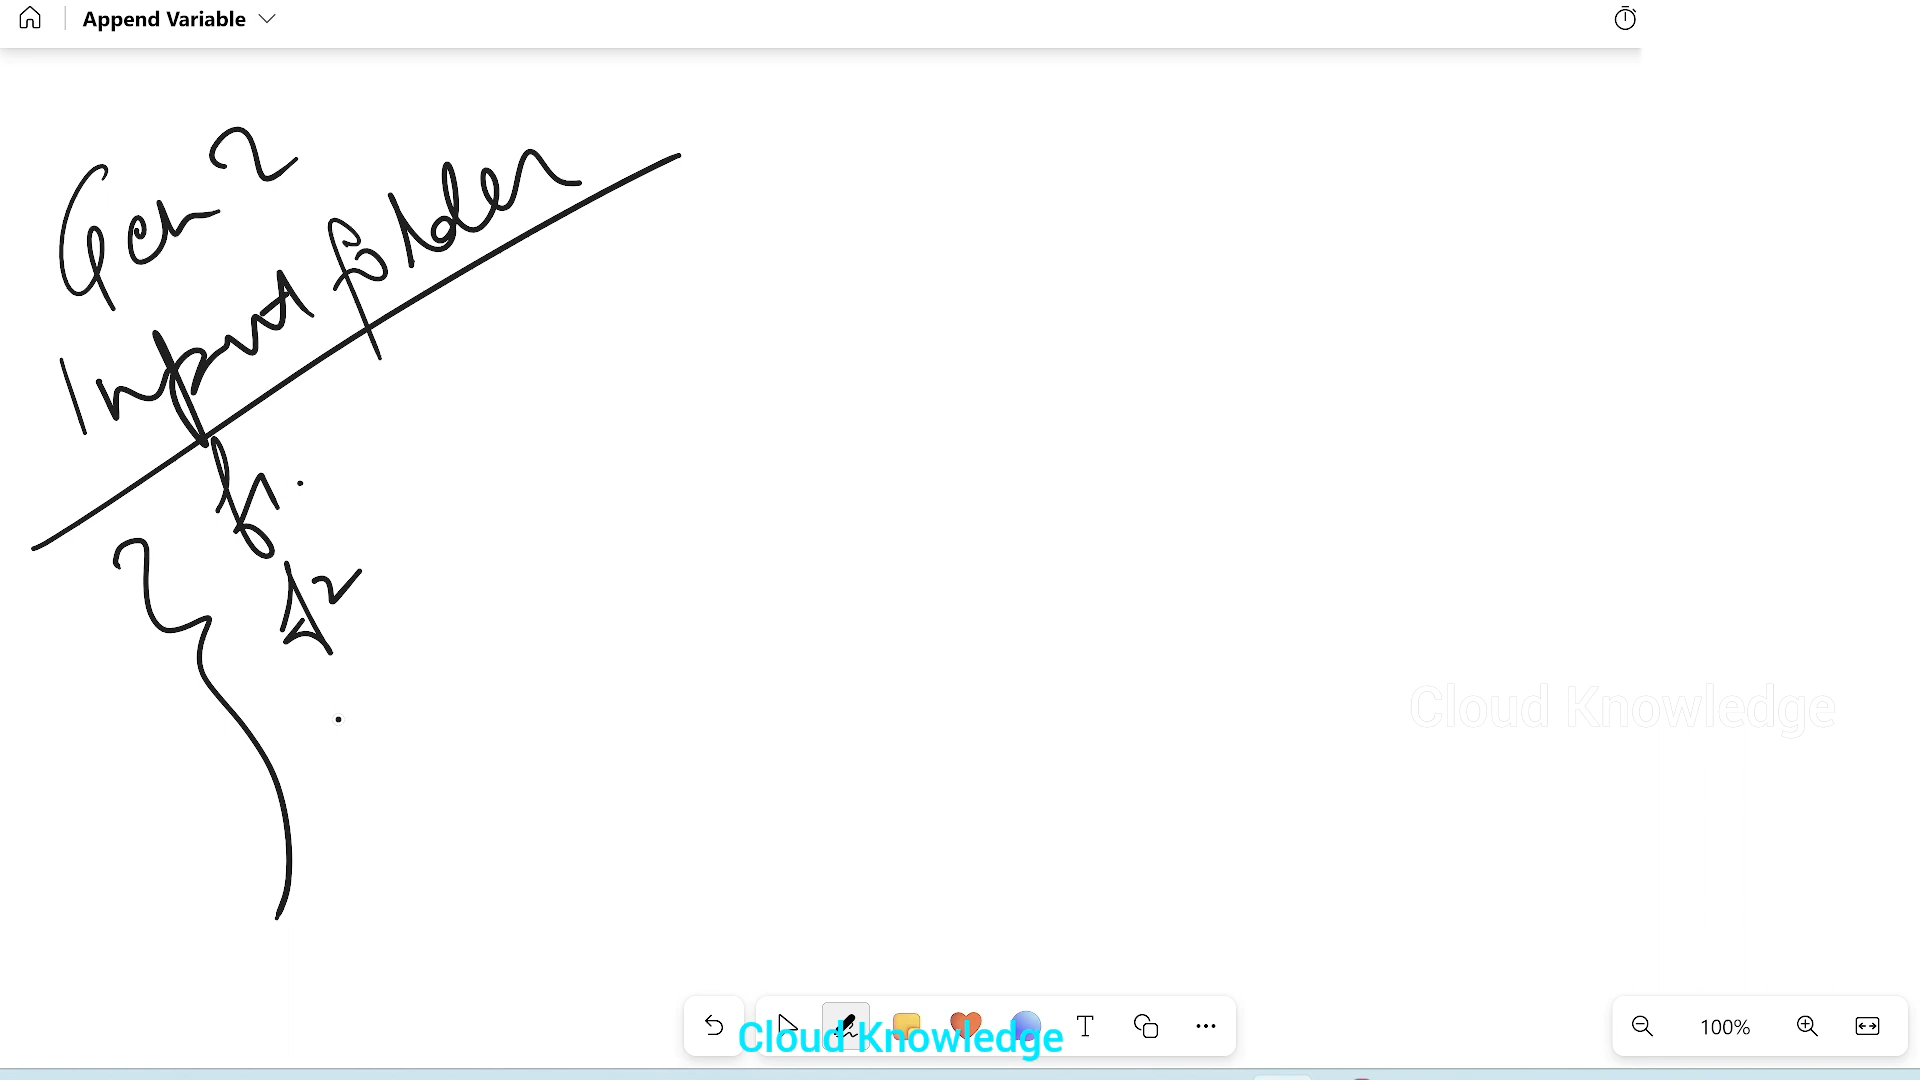 Append Variable
Gen 2
Input folder
f1.
f2
Cloud Knowledge
Cloud Knowledge
T
100%